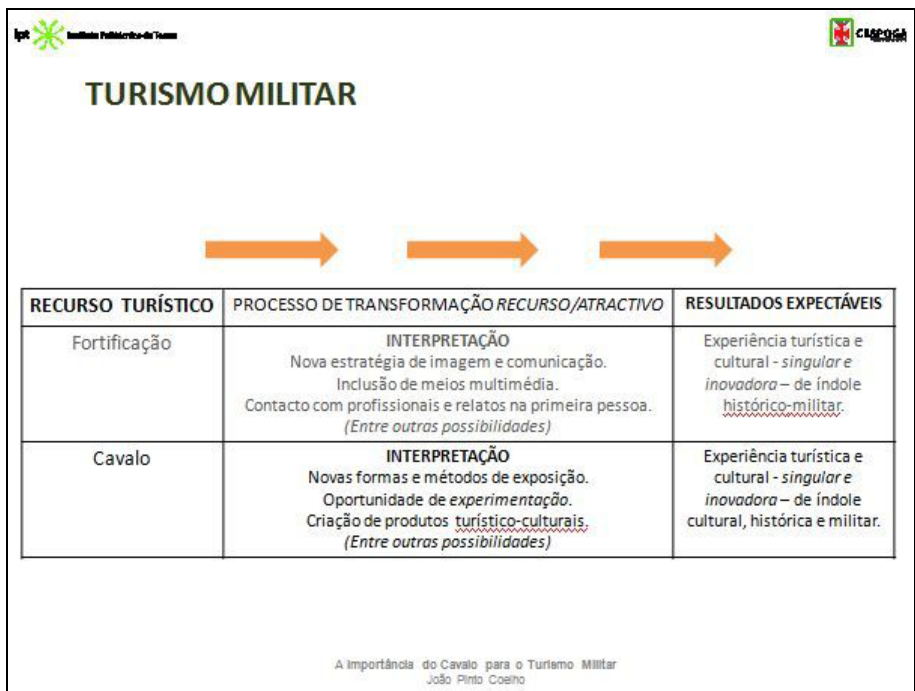 ipt Instituto Politécnico de Tomar
TURISMO MILITAR
RECURSO TURÍSTICO
PROCESSO DE TRANSFORMAÇÃO RECURSO/ATRACTIVO
RESULTADOS EXPECTÁVEIS
Fortificação
INTERPRETAÇÃO
Nova estratégia de imagem e comunicação.
Inclusão de meios multimédia.
Contacto com profissionais e relatos na primeira pessoa.
(Entre outras possibilidades)
Experiência turística e
cultural - singular e
inovadora – de índole
histórico-militar.
Cavalo
INTERPRETAÇÃO
Novas formas e métodos de exposição.
Oportunidade de experimentação.
Criação de produtos turístico-culturais.
(Entre outras possibilidades)
Experiência turística e
cultural - singular e
inovadora – de índole
cultural, histórica e militar.
A Importância do Cavalo para o Turismo Militar
João Pinto Coelho